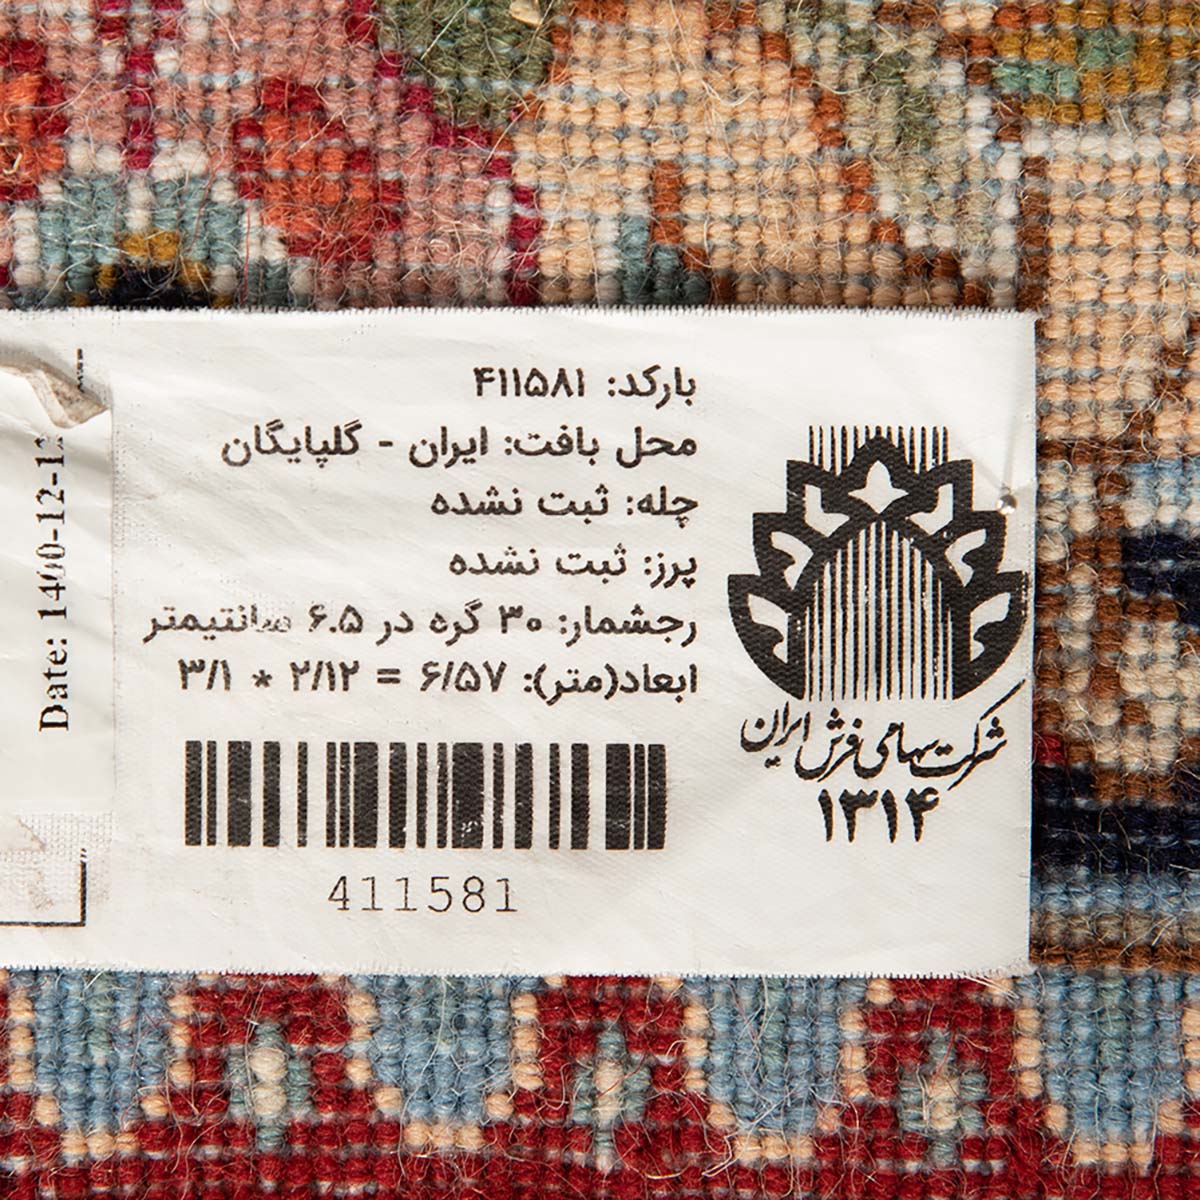 بارکد: ۴۱۱۵۸۱
محل بافت: ایران - گلپایگان
چله: ثبت نشده
پرز: ثبت نشده
رجشمار: ۳۰ گره در ۶.۵ سانتیمتر
ابعاد(متر): ۶/۵۷ = ۲/۱۲ * ۳/۱
411581
شرکت سهامی فرش ایران
۱۳۱۴
Date: 1400-12-1